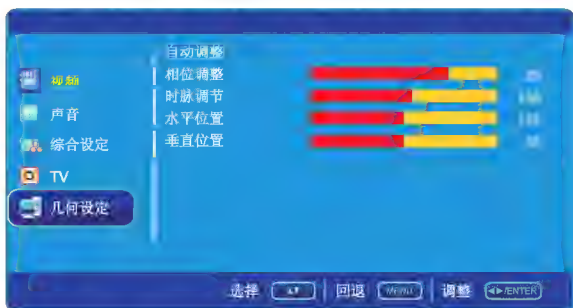 自动调整
视频
相位调整
时脉调节
声音
水平位置
综合设定
垂直位置
TV
几何设定
选择 回退 MENU 调整 ◄►/ENTER